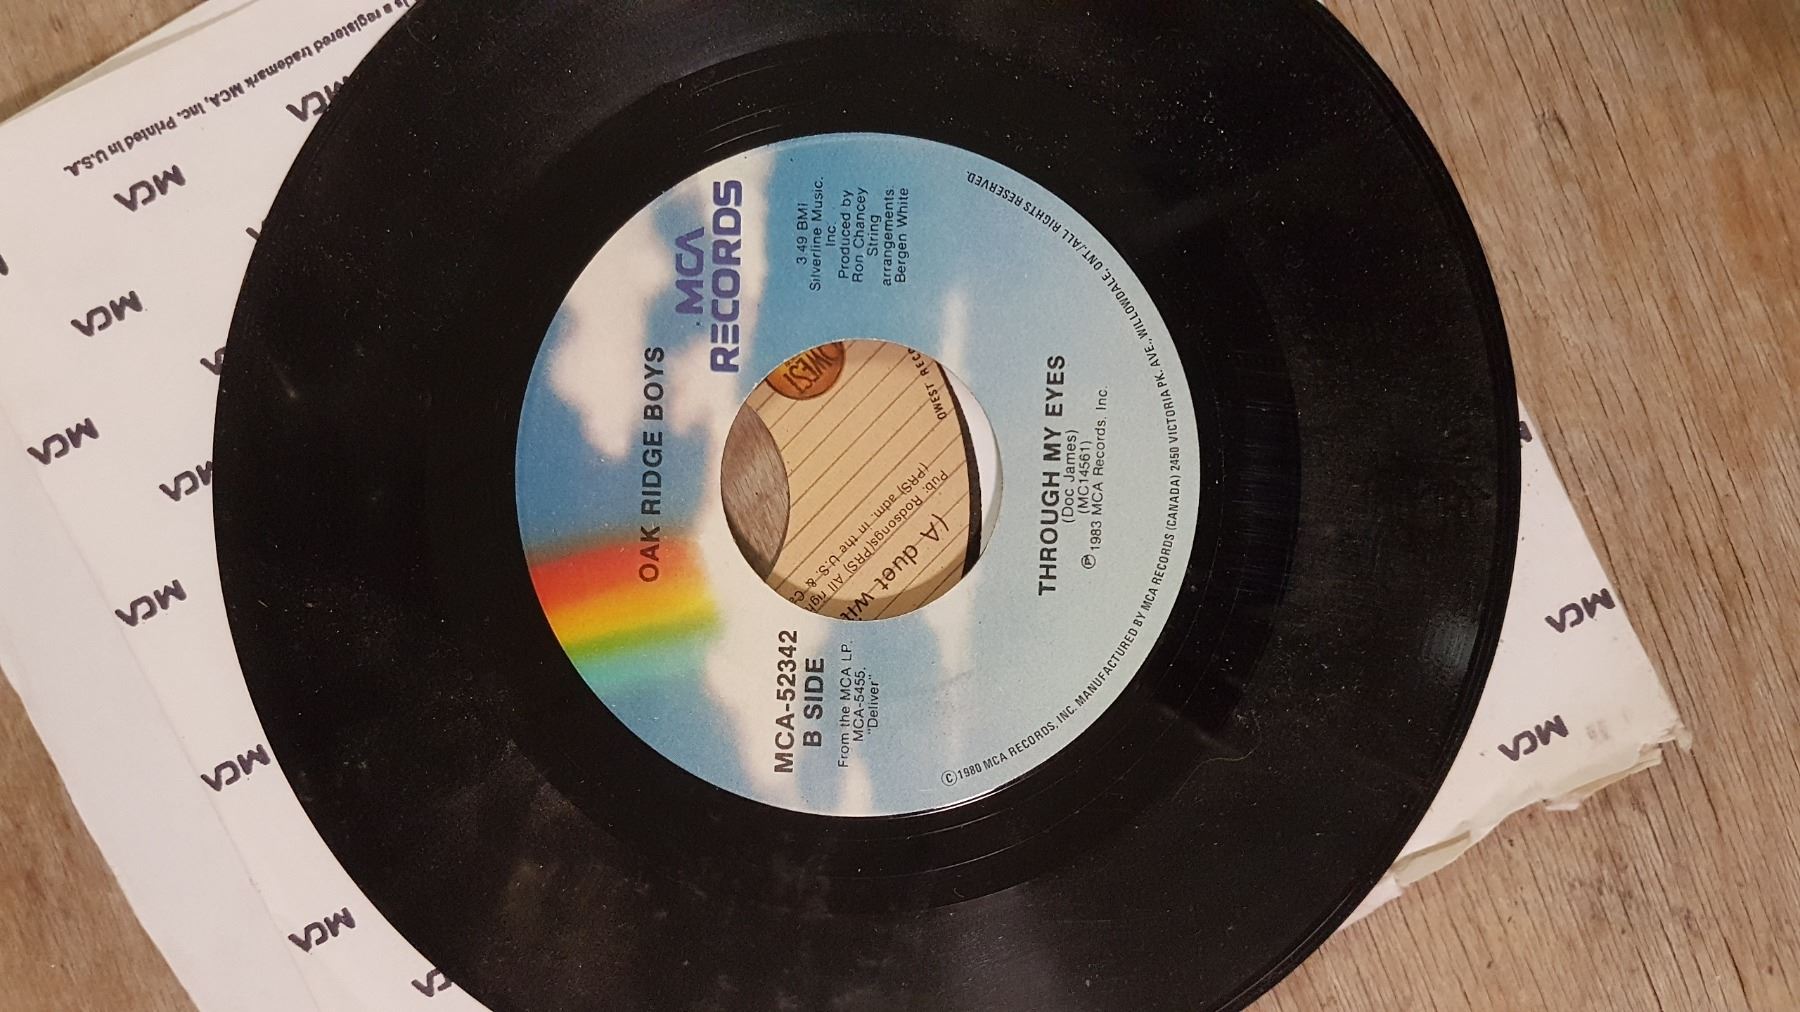 MCA
RECORDS
OAK RIDGE BOYS
3 49 BMI
Silverline Music.
Inc.
Produced by
Ron Chancey
String
arrangements:
Bergen White
MCA-52342
B SIDE
From the MCA LP.
MCA-5455.
"Deliver"
THROUGH MY EYES
(Doc James)
(MC14561)
Ⓟ1983 MCA Records. Inc.
©1980 MCA RECORDS, INC. MANUFACTURED BY MCA RECORDS (CANADA) 2450 VICTORIA PK. AVE., WILLOWDALE, ONT./ALL RIGHTS RESERVED.
QWEST REC
(A duet
Pub: Rodsongs(PRS) All
(PRS) adm. in the U.S. &
is a registered trademark MCA, Inc. Printed in U.S.A.
MCA
MCA
MCA
MCA
MCA
MCA
MCA
MCA
MCA
MCA